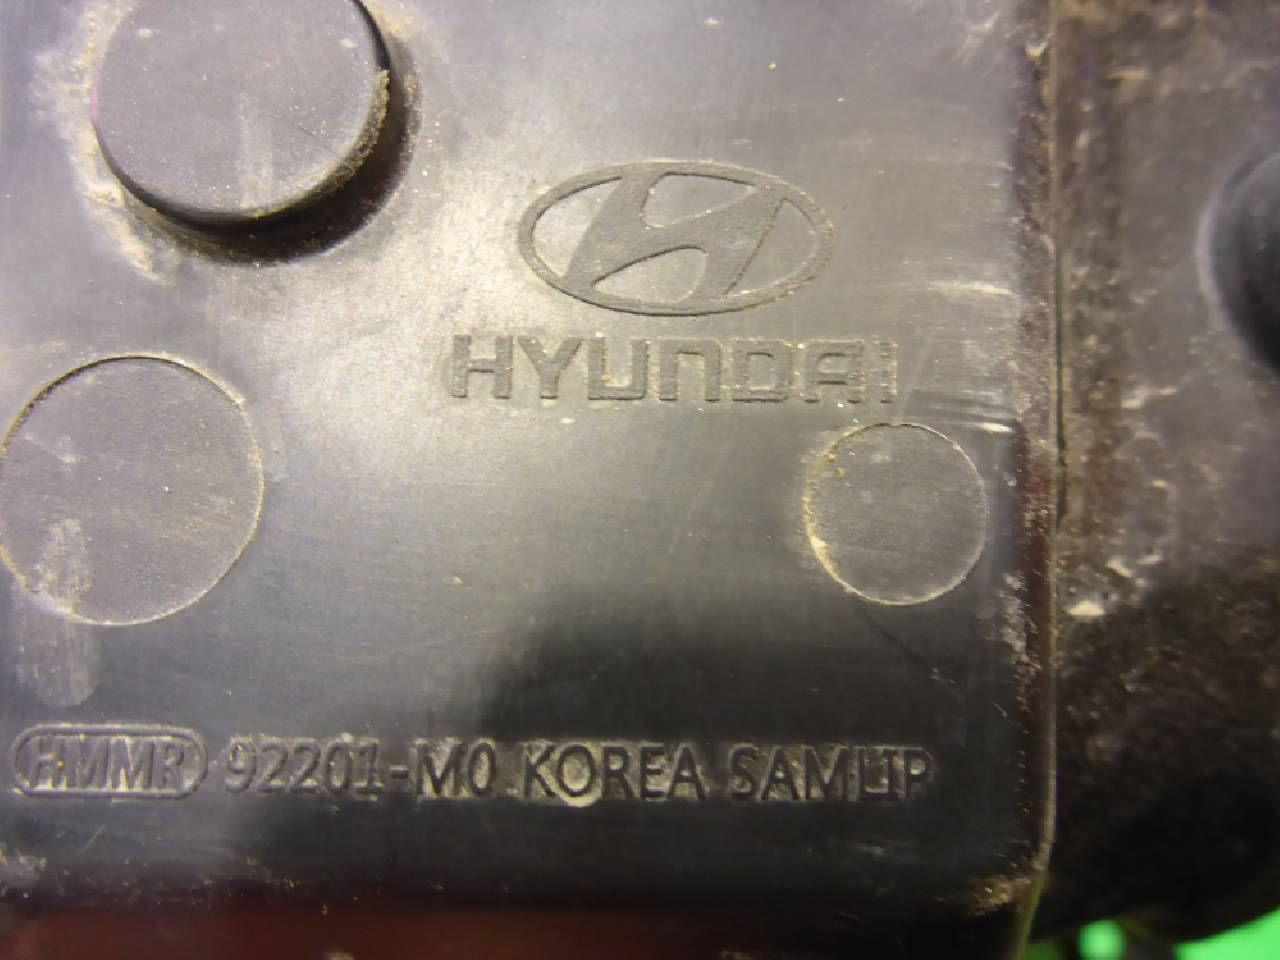 HYUNDAI
HMMR 92201-M0 KOREA SAMLIP